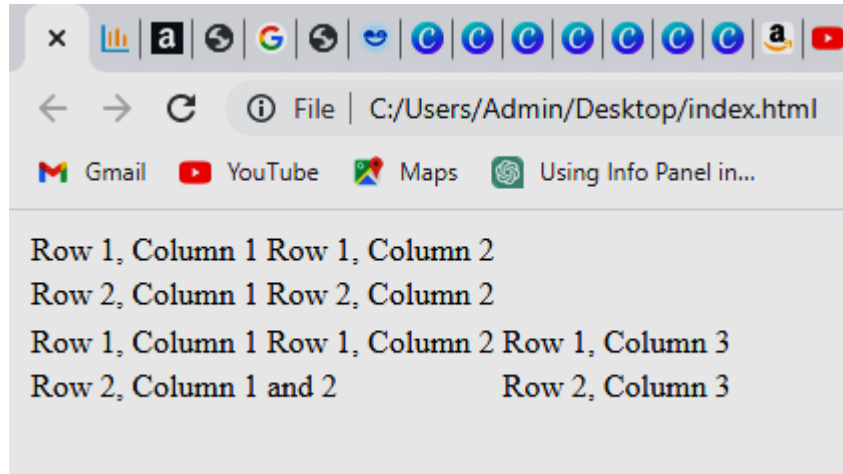 File C:/Users/Admin/Desktop/index.html
Gmail YouTube Maps Using Info Panel in...
Row 1, Column 1 Row 1, Column 2
Row 2, Column 1 Row 2, Column 2
Row 1, Column 1 Row 1, Column 2 Row 1, Column 3
Row 2, Column 1 and 2 Row 2, Column 3